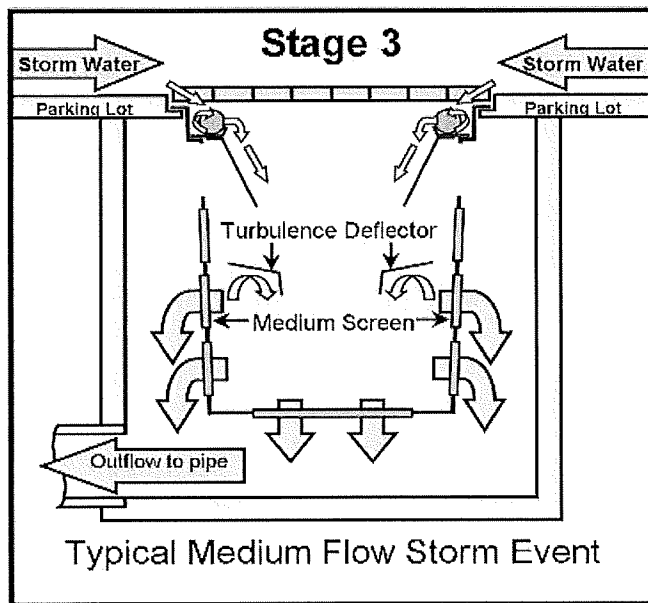 Stage 3
Storm Water
Storm Water
Parking Lot
Parking Lot
Turbulence Deflector
Medium Screen
Outflow to pipe
Typical Medium Flow Storm Event